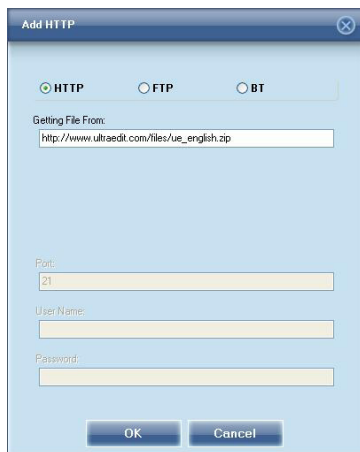 Add HTTP
HTTP FTP BT
Getting File From:
http://www.ultraedit.com/files/ue_english.zip
Port:
21
User Name:
Password:
OK Cancel